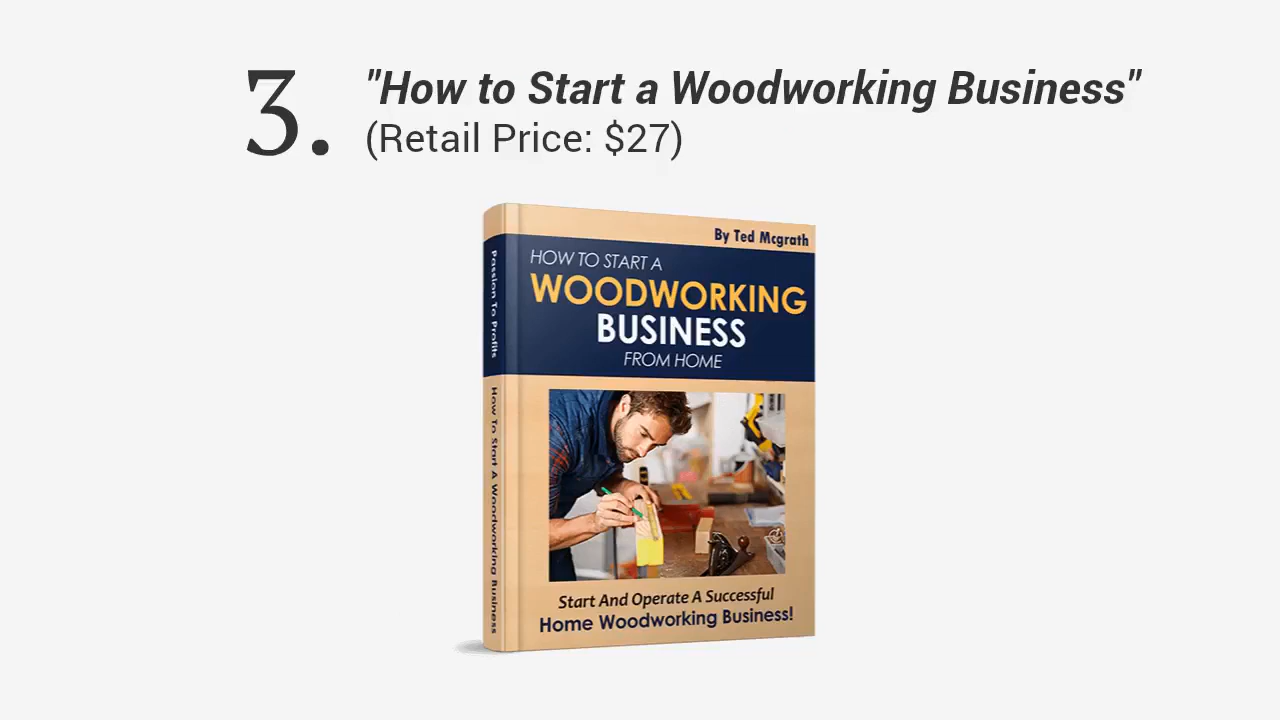 3.
"How to Start a Woodworking Business"
(Retail Price: $27)
By Ted Mcgrath
HOW TO START A
WOODWORKING
BUSINESS
FROM HOME
Start And Operate A Successful
Home Woodworking Business!
Passion To Profits
How To Start A Woodworking Business